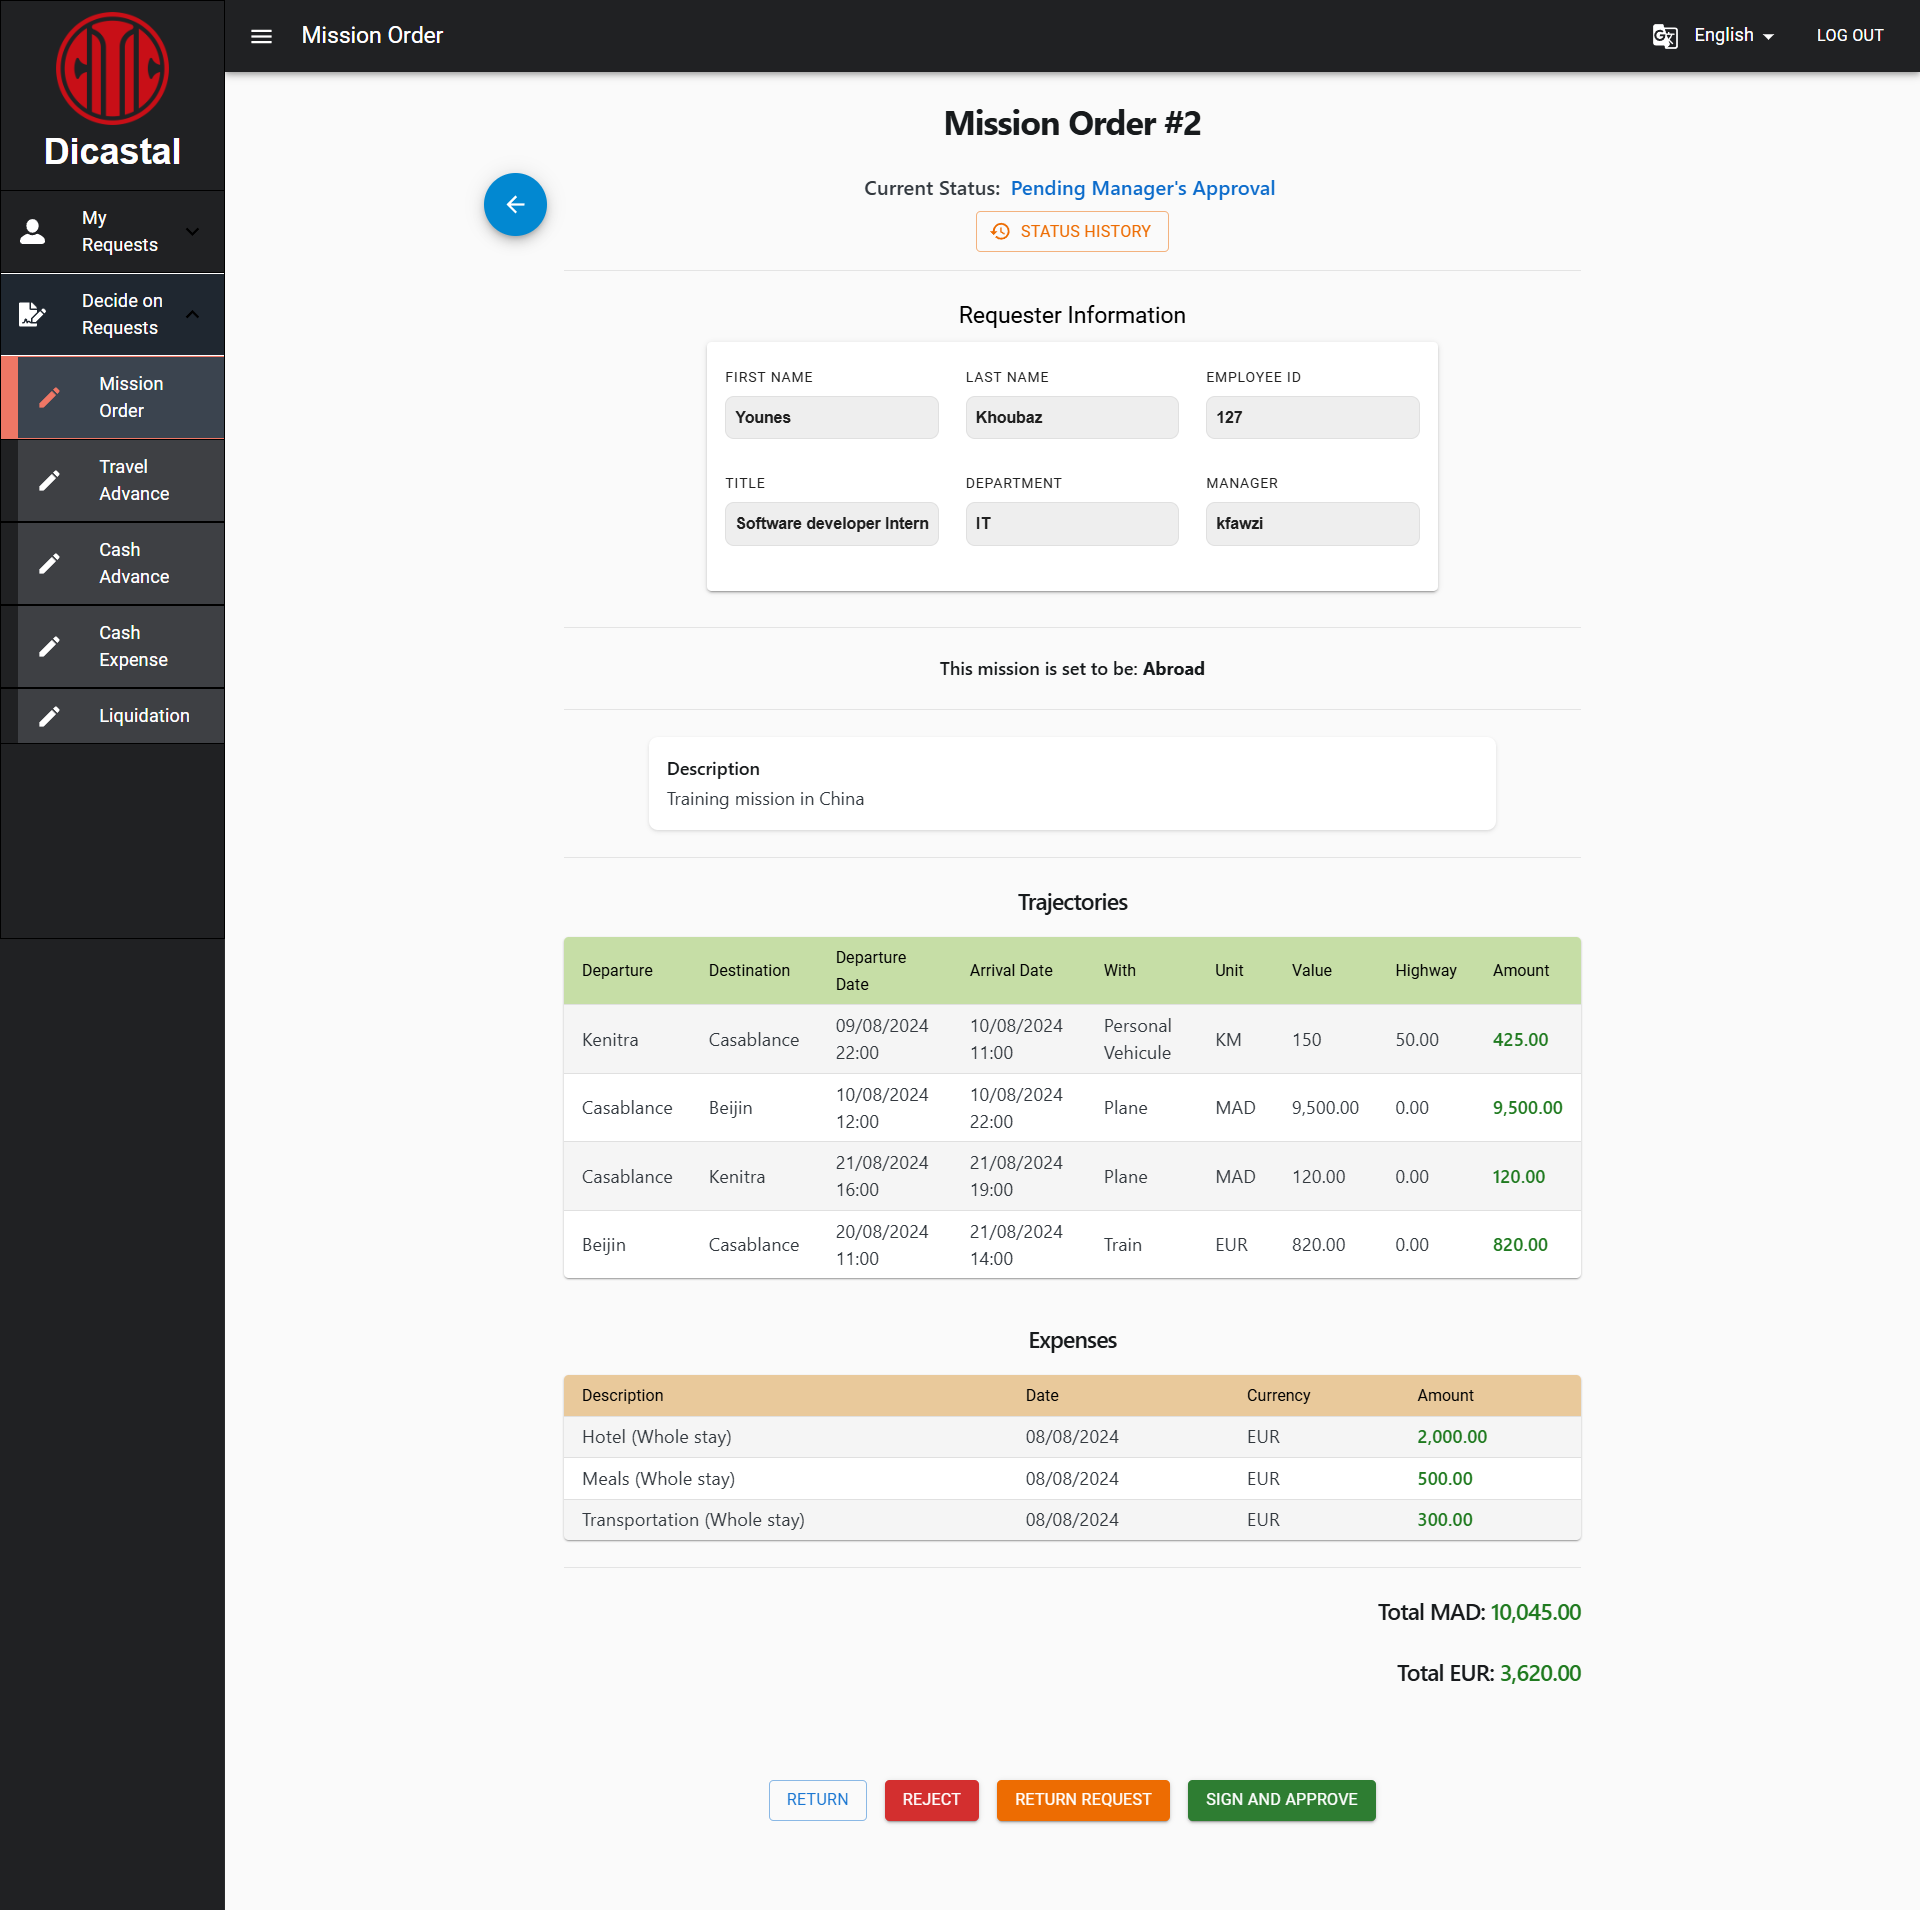 Dicastal
My
Requests
Decide on
Requests
Mission
Order
Travel
Advance
Cash
Advance
Cash
Expense
Liquidation
Mission Order
English
LOG OUT
Mission Order #2
Current Status: Pending Manager's Approval
STATUS HISTORY
Requester Information
FIRST NAME LAST NAME EMPLOYEE ID
Younes Khoubaz 127
TITLE DEPARTMENT MANAGER
Software developer Intern IT kfawzi
This mission is set to be: Abroad
Description
Training mission in China
Trajectories
Departure Destination Departure Date Arrival Date With Unit Value Highway Amount
Kenitra Casablance 09/08/2024 22:00 10/08/2024 11:00 Personal Vehicule KM 150 50.00 425.00
Casablance Beijin 10/08/2024 12:00 10/08/2024 22:00 Plane MAD 9,500.00 0.00 9,500.00
Casablance Kenitra 21/08/2024 16:00 21/08/2024 19:00 Plane MAD 120.00 0.00 120.00
Beijin Casablance 20/08/2024 11:00 21/08/2024 14:00 Train EUR 820.00 0.00 820.00
Expenses
Description Date Currency Amount
Hotel (Whole stay) 08/08/2024 EUR 2,000.00
Meals (Whole stay) 08/08/2024 EUR 500.00
Transportation (Whole stay) 08/08/2024 EUR 300.00
Total MAD: 10,045.00
Total EUR: 3,620.00
RETURN REJECT RETURN REQUEST SIGN AND APPROVE